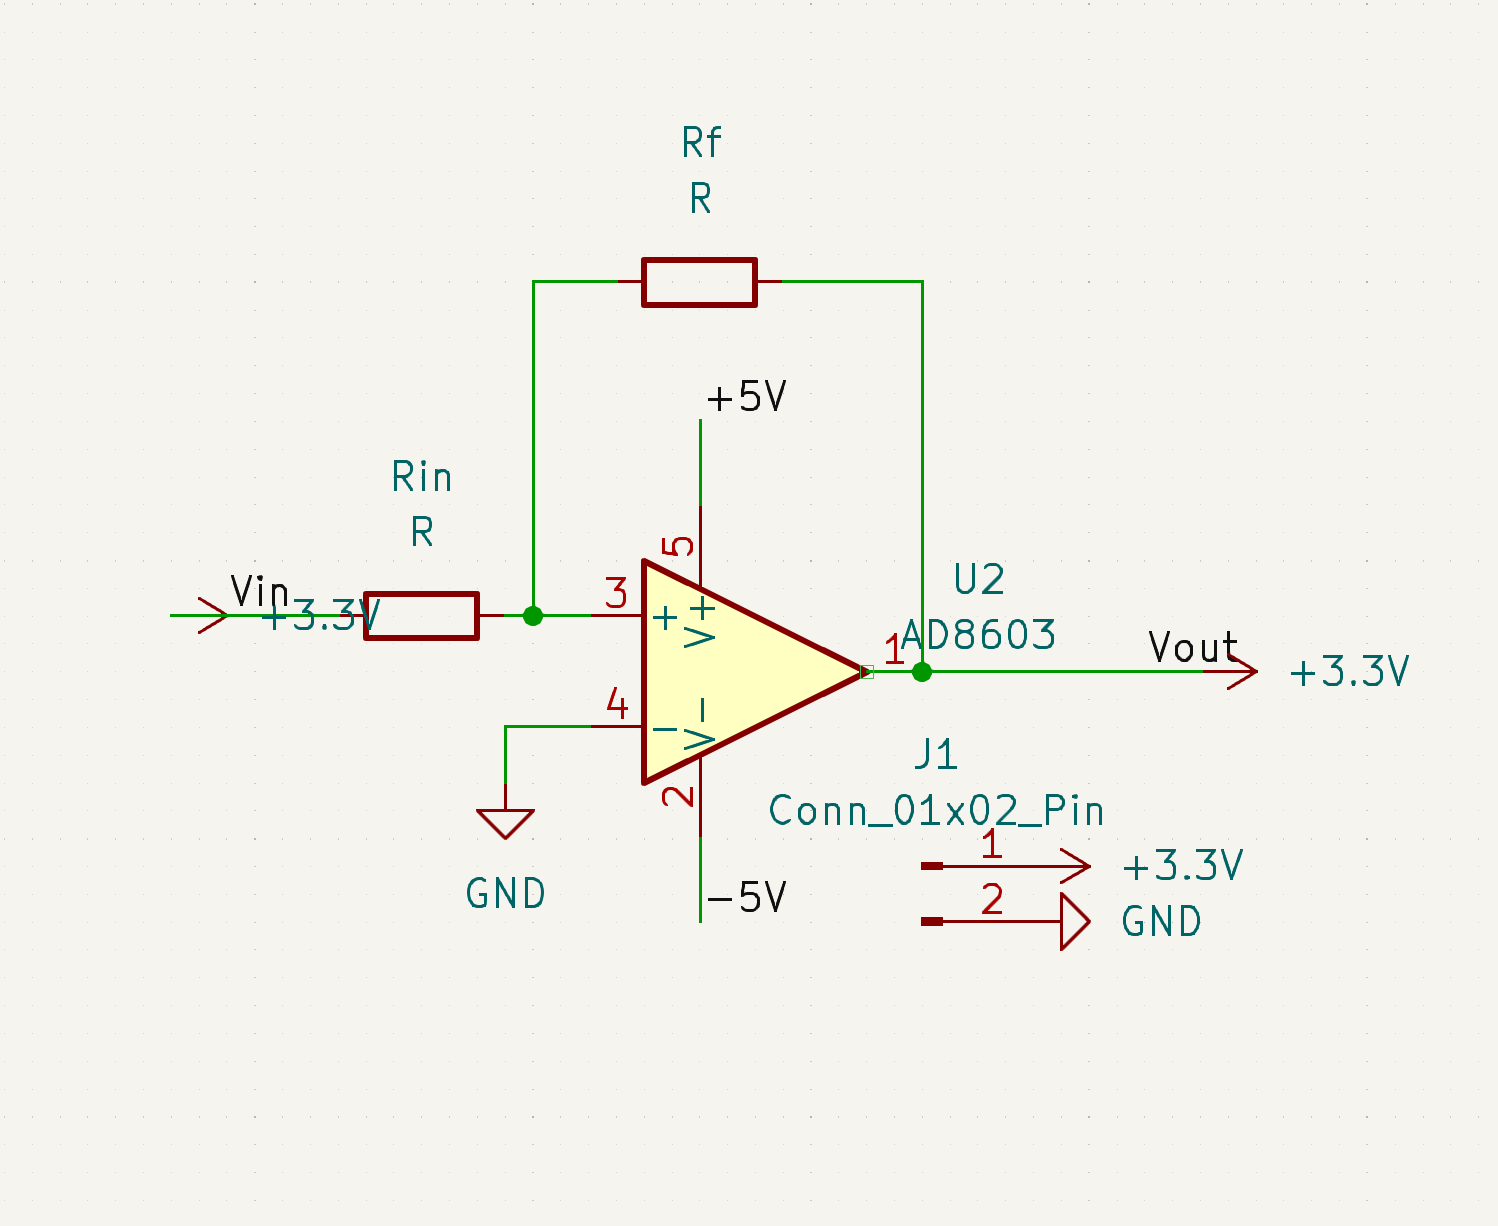 Rf
R
+5V
Rin
R
5
U2
3
Vin
+3.3V
+
V+
AD8603
1
Vout
+3.3V
4
−
V−
J1
2
Conn_01x02_Pin
1
+3.3V
GND
−5V
2
GND